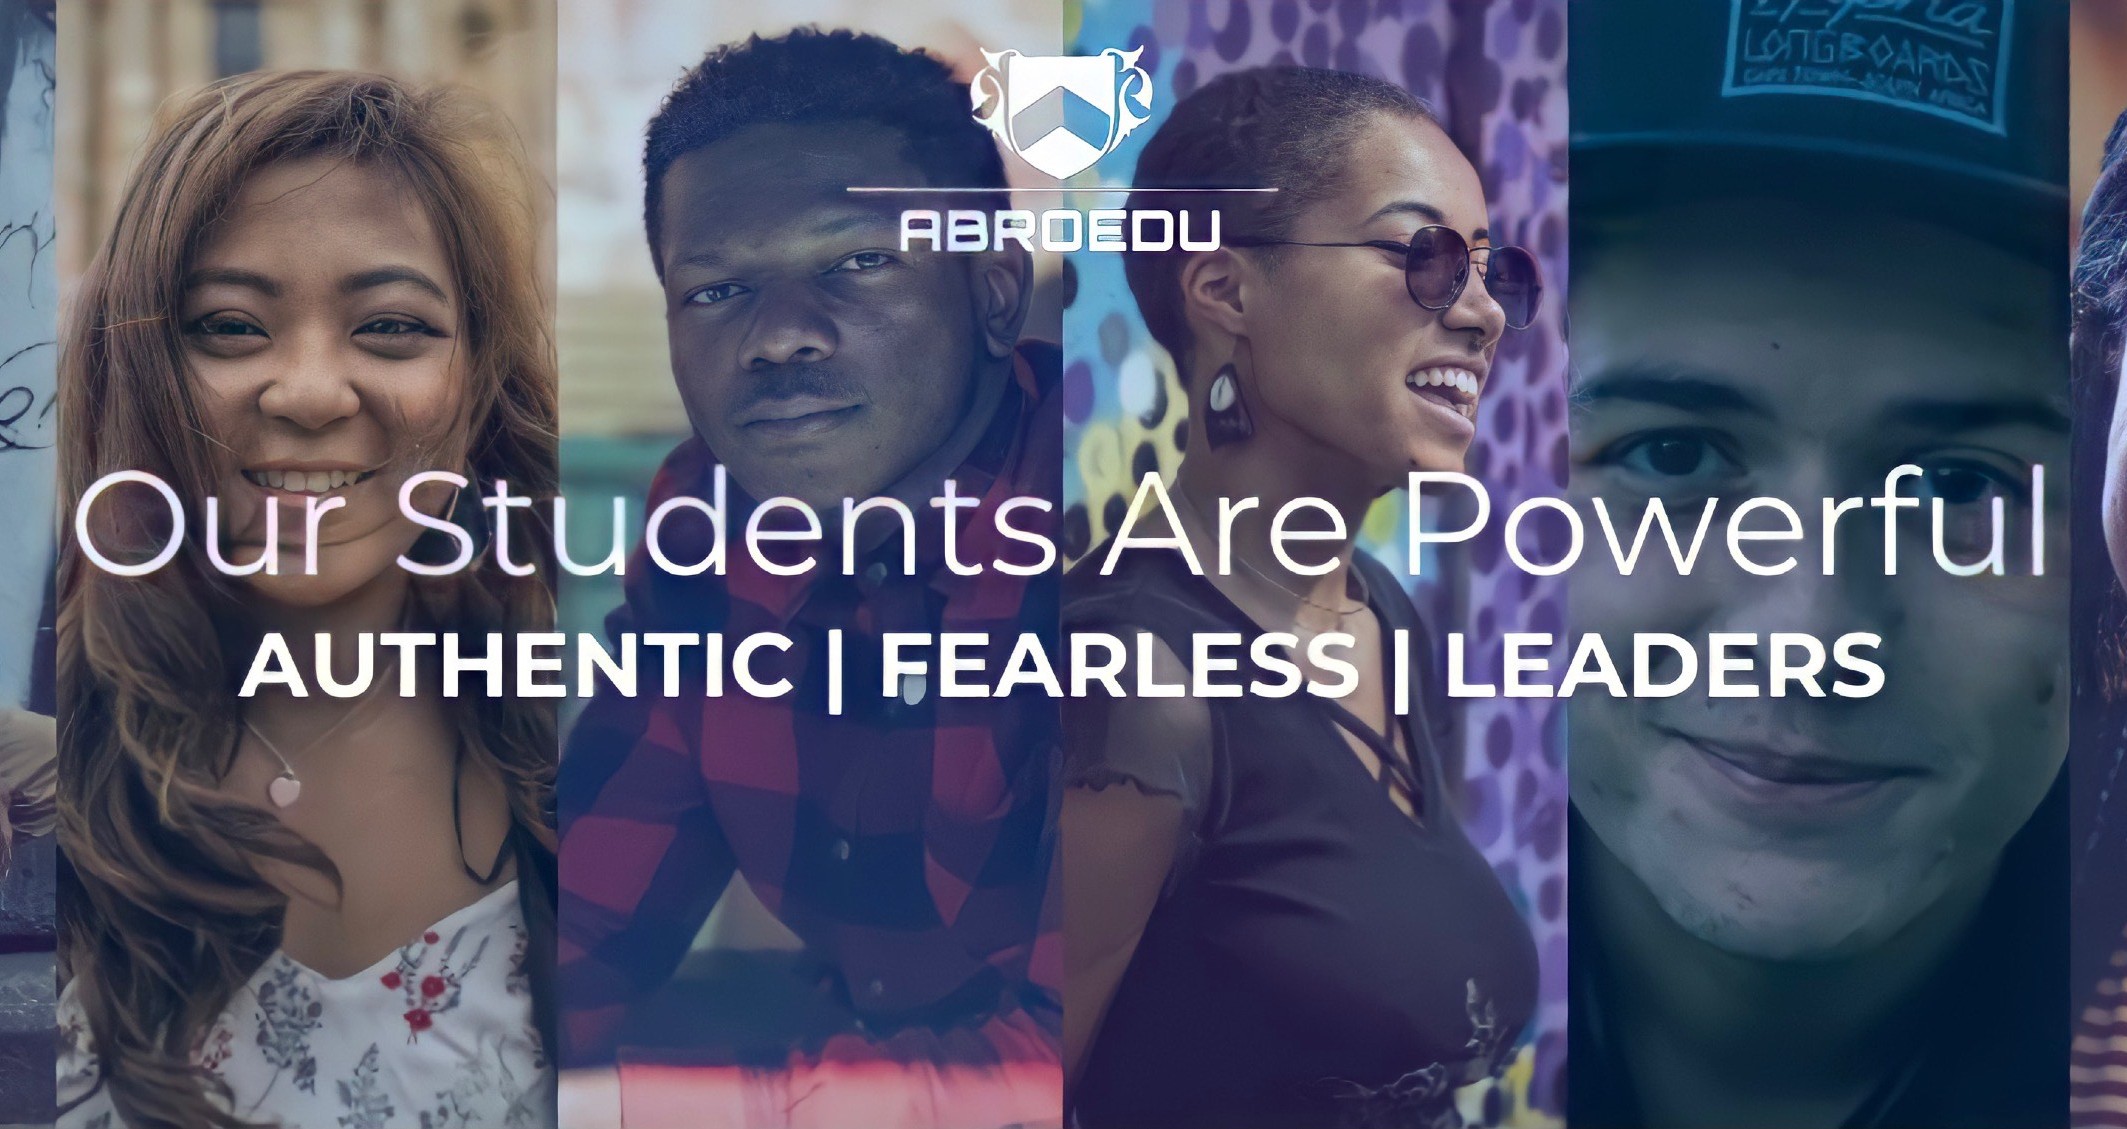 ABROEDU
LONGBOARDS
Our Students Are Powerful
AUTHENTIC | FEARLESS | LEADERS